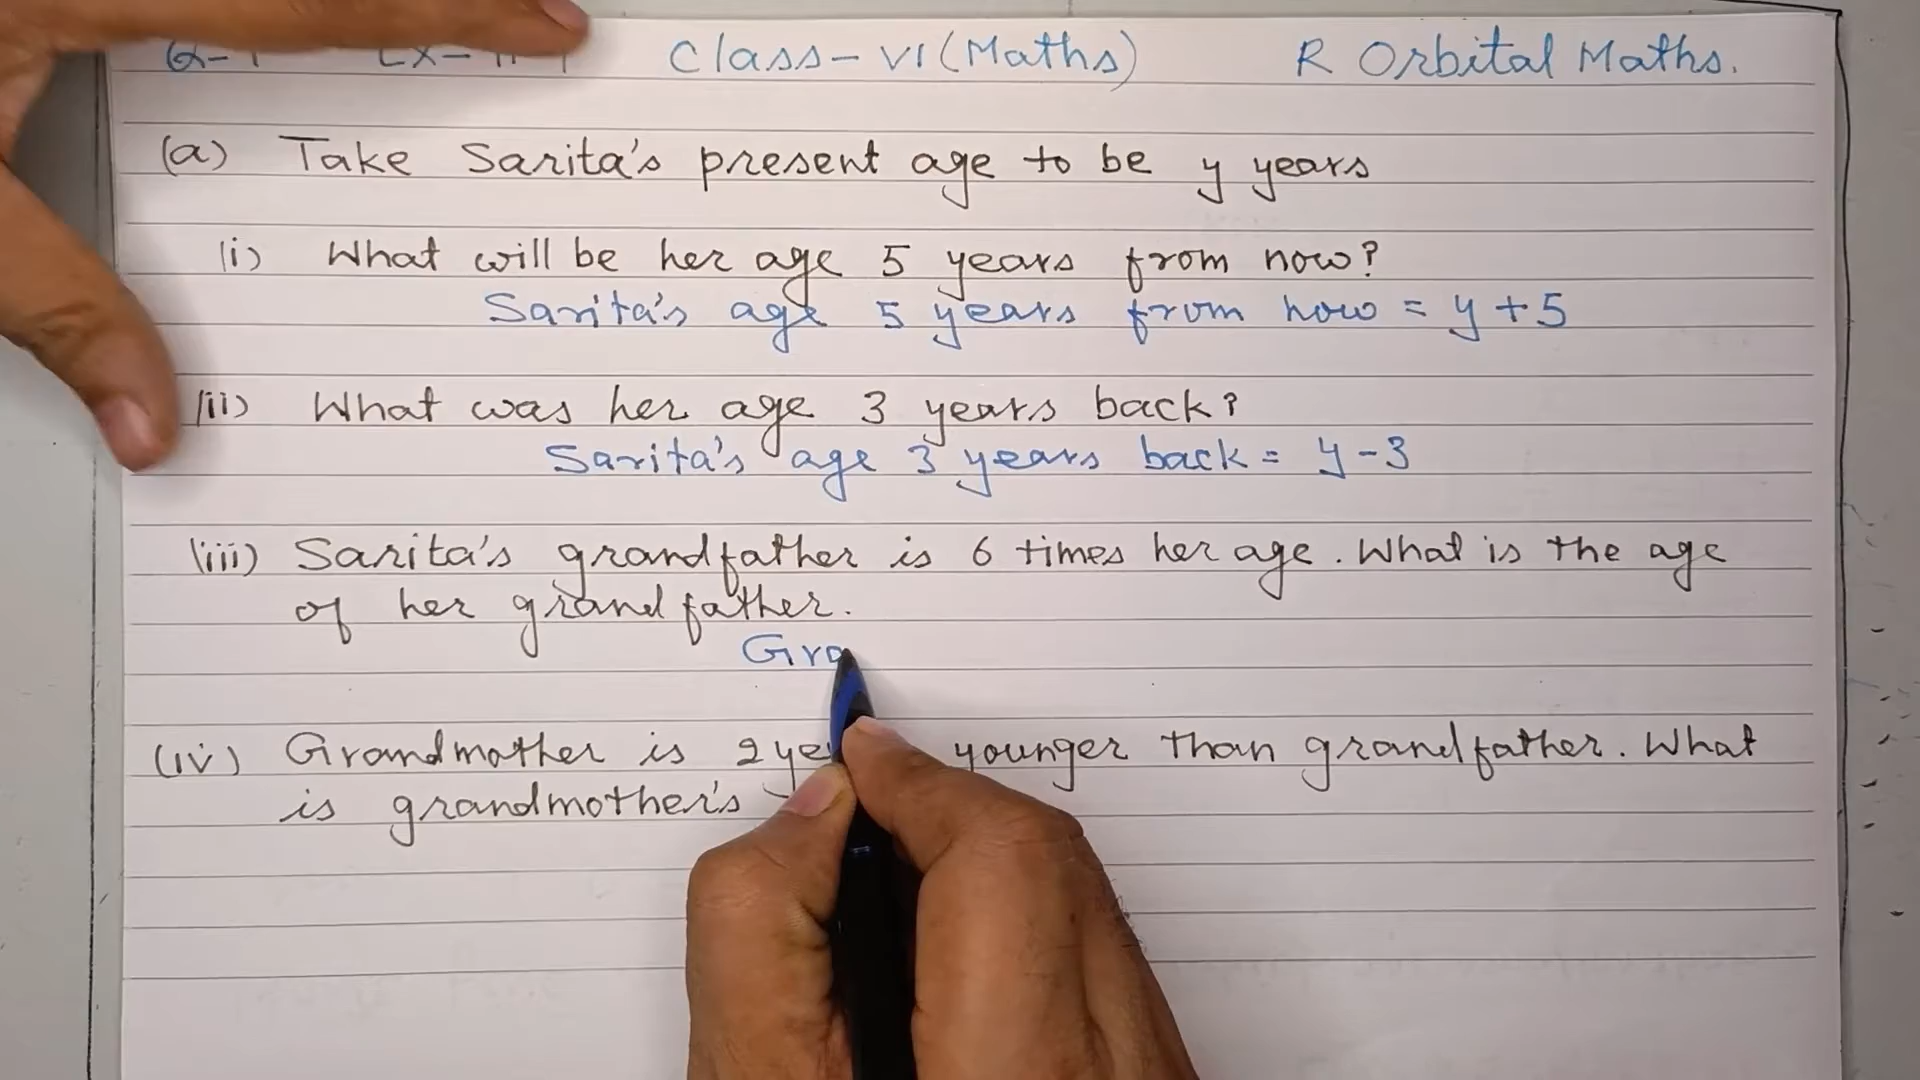 Class-VI (Maths) R Orbital Maths.
(a) Take Sarita's present age to be y years
(i) What will be her age 5 years from now?
Sarita's age 5 years from now = y + 5
(ii) What was her age 3 years back?
Sarita's age 3 years back = y - 3
(iii) Sarita's grandfather is 6 times her age. What is the age
of her grandfather.
Gra
(iv) Grandmother is 2 younger than grandfather. What
is grandmother's